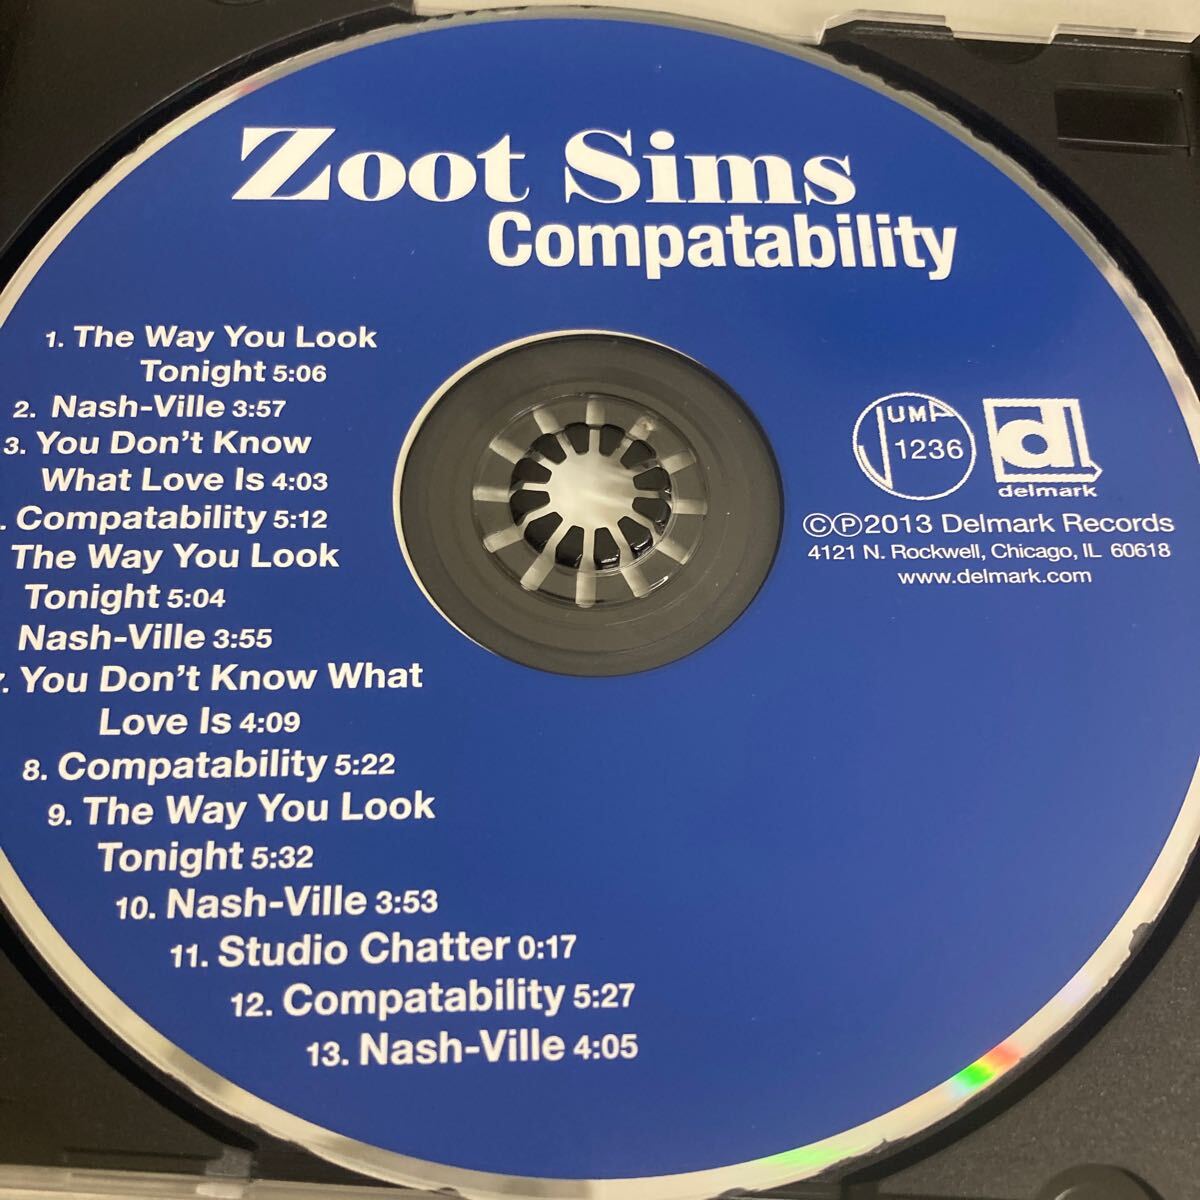 Zoot Sims
Compatability
1. The Way You Look
Tonight 5:06
2. Nash-Ville 3:57
3. You Don't Know
What Love Is 4:03
. Compatability 5:12
The Way You Look
Tonight 5:04
Nash-Ville 3:55
7. You Don't Know What
Love Is 4:09
8. Compatability 5:22
9. The Way You Look
Tonight 5:32
10. Nash-Ville 3:53
11. Studio Chatter 0:17
12. Compatability 5:27
13. Nash-Ville 4:05
JUMP
1236
d
delmark
©℗2013 Delmark Records
4121 N. Rockwell, Chicago, IL 60618
www.delmark.com